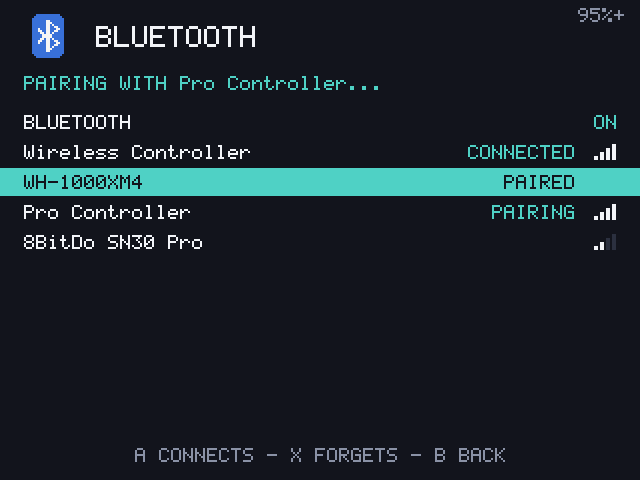 95%+
BLUETOOTH
PAIRING WITH Pro Controller...
BLUETOOTH ON
Wireless Controller CONNECTED
WH-1000XM4 PAIRED
Pro Controller PAIRING
8BitDo SN30 Pro
A CONNECTS - X FORGETS - B BACK